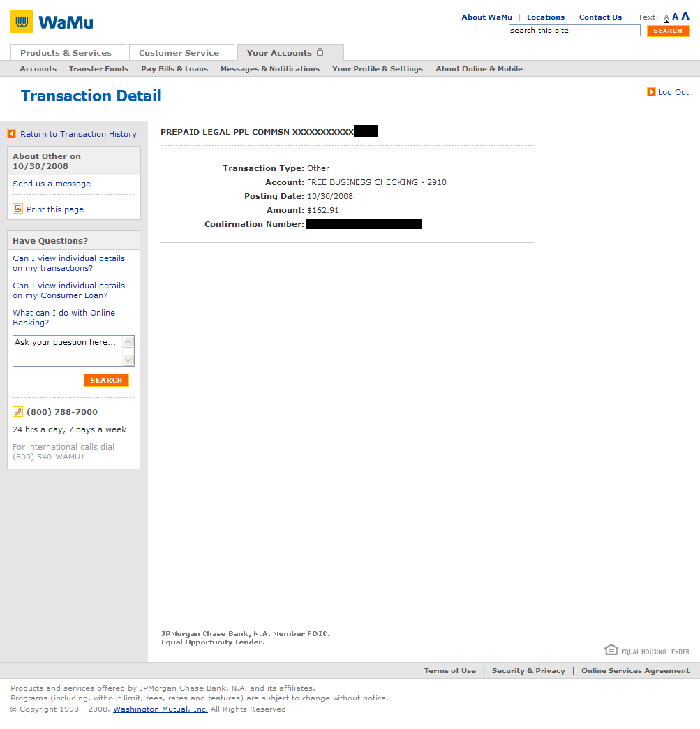 WaMu
About WaMu | Locations Contact Us Text: A A A
search this site SEARCH
Products & Services Customer Service Your Accounts
Accounts Transfer Funds Pay Bills & Loans Messages & Notifications Your Profile & Settings About Online & Mobile
Transaction Detail
Log Out
Return to Transaction History
About Other on
10/30/2008
Send us a message
Print this page
Have Questions?
Can I view individual details
on my transactions?
Can I view individual details
on my Consumer Loan?
What can I do with Online
Banking?
Ask your question here...
SEARCH
(800) 788-7000
24 hrs a day, 7 days a week
For international calls dial
(800) 540-WAMU!
PREPAID LEGAL PPL COMMSN XXXXXXXXXXX
Transaction Type: Other
Account: FREE BUSINESS CHECKING - 2910
Posting Date: 10/30/2008
Amount: $162.91
Confirmation Number:
JPMorgan Chase Bank, N.A. Member FDIC.
Equal Opportunity Lender.
EQUAL HOUSING LENDER
Terms of Use | Security & Privacy | Online Services Agreement
Products and services offered by JPMorgan Chase Bank, N.A. and its affiliates.
Programs (including, without limit, fees, rates and features) are subject to change without notice.
© Copyright 1998 - 2008, Washington Mutual, Inc. All Rights Reserved